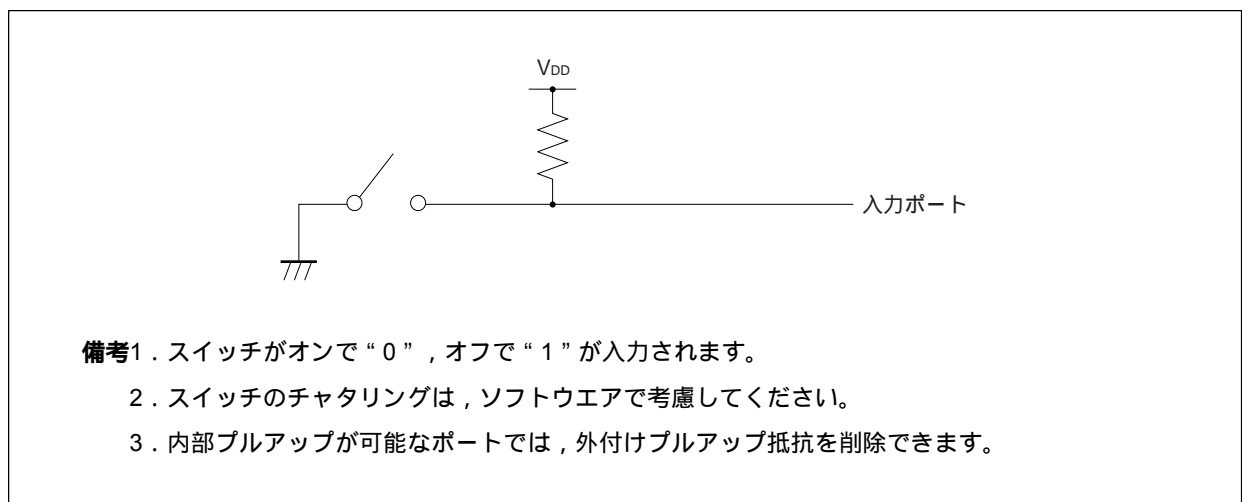 VDD
入力ポート
備考1．スイッチがオンで“0”，オフで“1”が入力されます。
2．スイッチのチャタリングは，ソフトウエアで考慮してください。
3．内部プルアップが可能なポートでは，外付けプルアップ抵抗を削除できます。